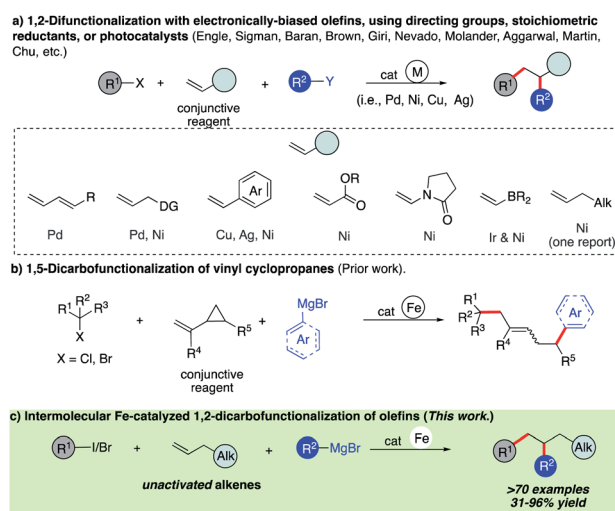 a) 1,2-Difunctionalization with electronically-biased olefins, using directing groups, stoichiometric
reductants, or photocatalysts (Engle, Sigman, Baran, Brown, Giri, Nevado, Molander, Aggarwal, Martin,
Chu, etc.)
R¹ X + + R² Y cat M R¹ R²
conjunctive
reagent
(i.e., Pd, Ni, Cu, Ag)
R DG Ar OR O N O BR₂ Alk
Pd Pd, Ni Cu, Ag, Ni Ni Ni Ir & Ni Ni
(one report)
b) 1,5-Dicarbofunctionalization of vinyl cyclopropanes (Prior work).
R¹ R² R³ X + R⁴ R⁵ + MgBr Ar cat Fe R¹ R² R³ R⁴ Ar R⁵
X = Cl, Br
conjunctive
reagent
c) Intermolecular Fe-catalyzed 1,2-dicarbofunctionalization of olefins (This work.)
R¹ I/Br + Alk + R² MgBr cat Fe R¹ R² Alk
unactivated alkenes
>70 examples
31-96% yield